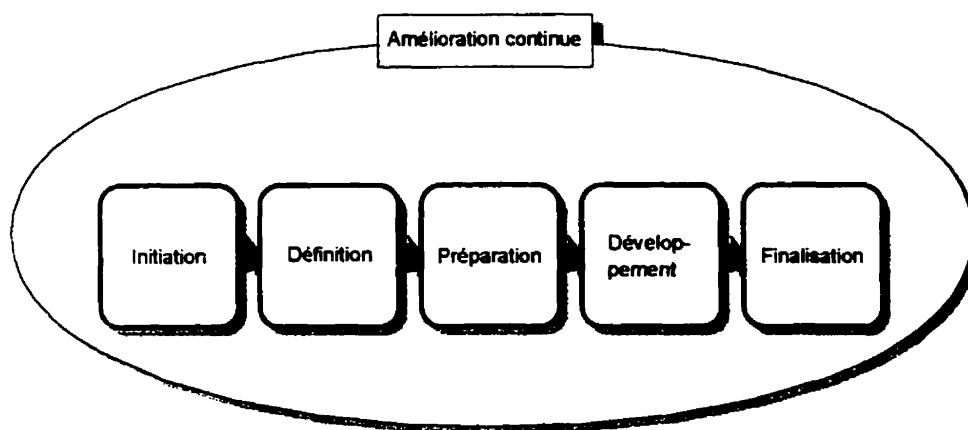 Amélioration continue
Initiation
Définition
Préparation
Dévelop-
pement
Finalisation